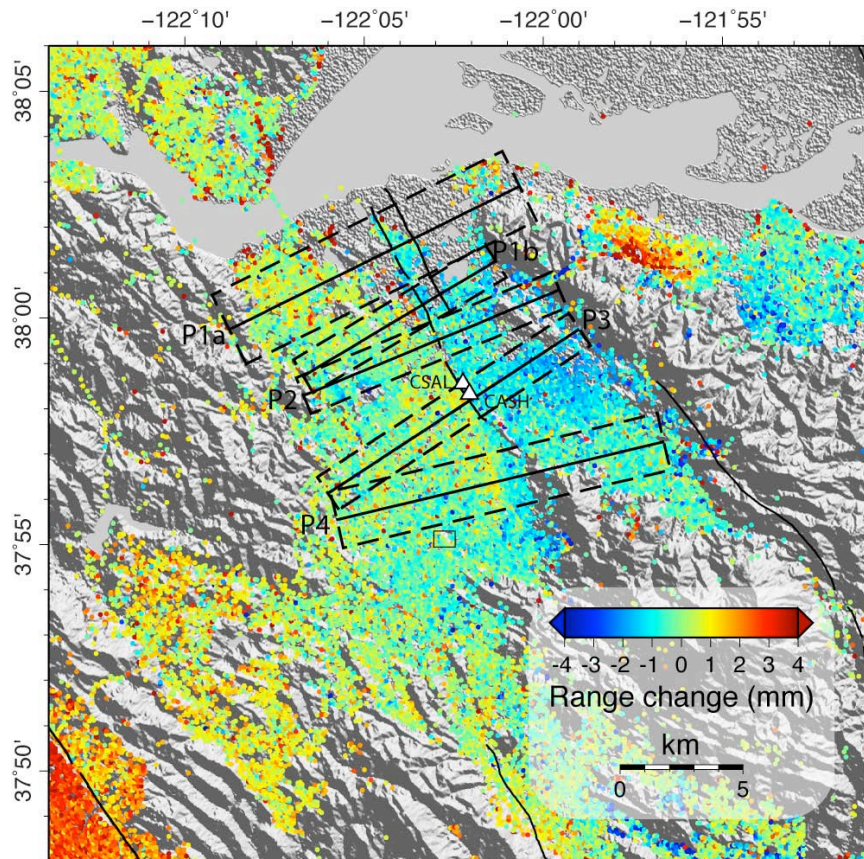 −122°10'
−122°05'
−122°00'
−121°55'
38°05'
38°00'
37°55'
37°50'
P1b
P1a
P3
P2
CSAL
CASH
P4
-4 -3 -2 -1 0 1 2 3 4
Range change (mm)
km
0 5